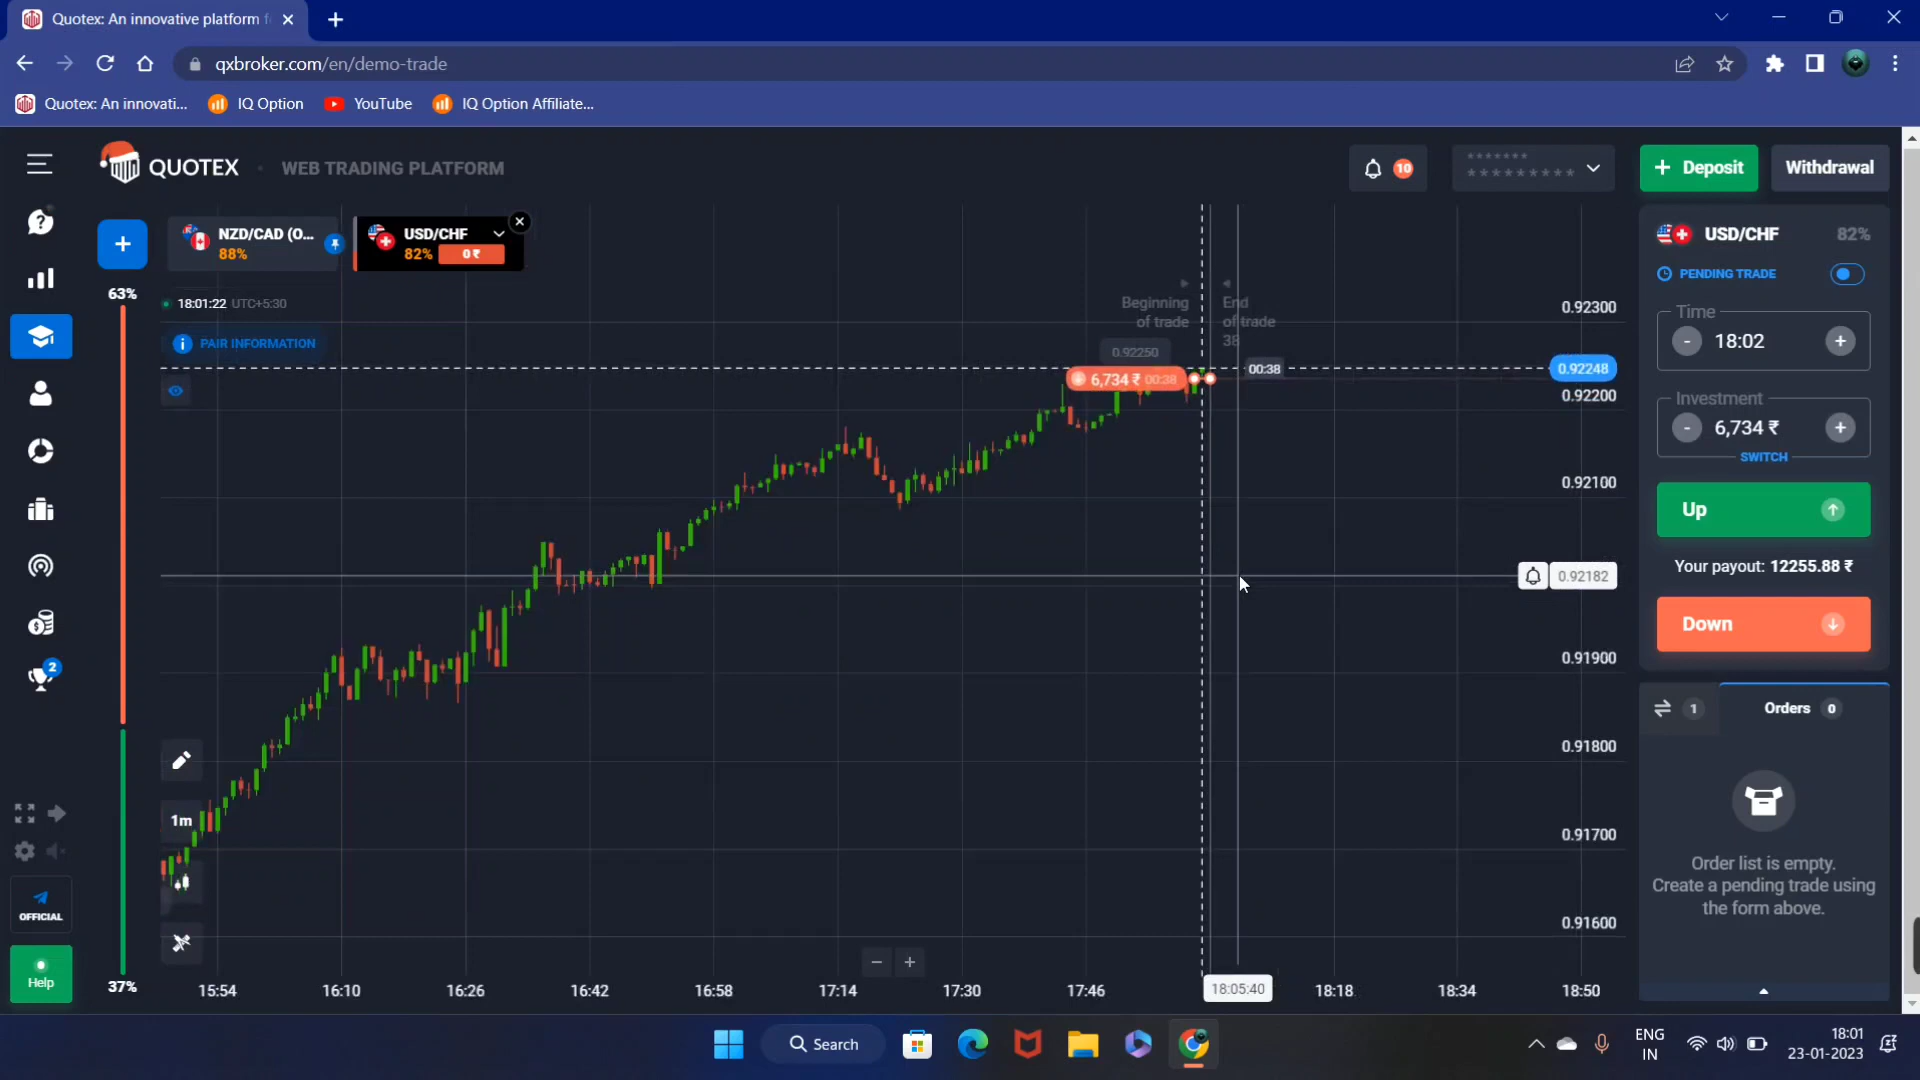 Quotex: An innovative platform f
qxbroker.com/en/demo-trade
Quotex: An innovati...
IQ Option
YouTube
IQ Option Affiliate...
QUOTEX
WEB TRADING PLATFORM
10
*******
*********
+ Deposit
Withdrawal
NZD/CAD (O...
88%
USD/CHF
82%
0 ₹
63%
18:01:22 UTC+5:30
PAIR INFORMATION
Beginning
of trade
End
of trade
38
0.92250
6,734 ₹ 00:38
00:38
0.92300
0.92248
0.92200
0.92100
0.92182
0.91900
0.91800
0.91700
0.91600
USD/CHF
82%
PENDING TRADE
Time
- 18:02 +
Investment
- 6,734 ₹ +
SWITCH
Up
Your payout: 12255.88 ₹
Down
1
Orders 0
Order list is empty.
Create a pending trade using
the form above.
2
1m
OFFICIAL
Help
37%
15:54
16:10
16:26
16:42
16:58
17:14
17:30
17:46
18:05:40
18:18
18:34
18:50
Search
ENG
IN
18:01
23-01-2023